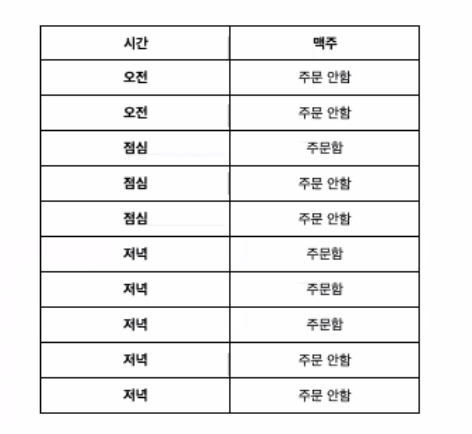 시간 맥주
오전 주문 안함
오전 주문 안함
점심 주문함
점심 주문 안함
점심 주문 안함
저녁 주문함
저녁 주문함
저녁 주문함
저녁 주문 안함
저녁 주문 안함